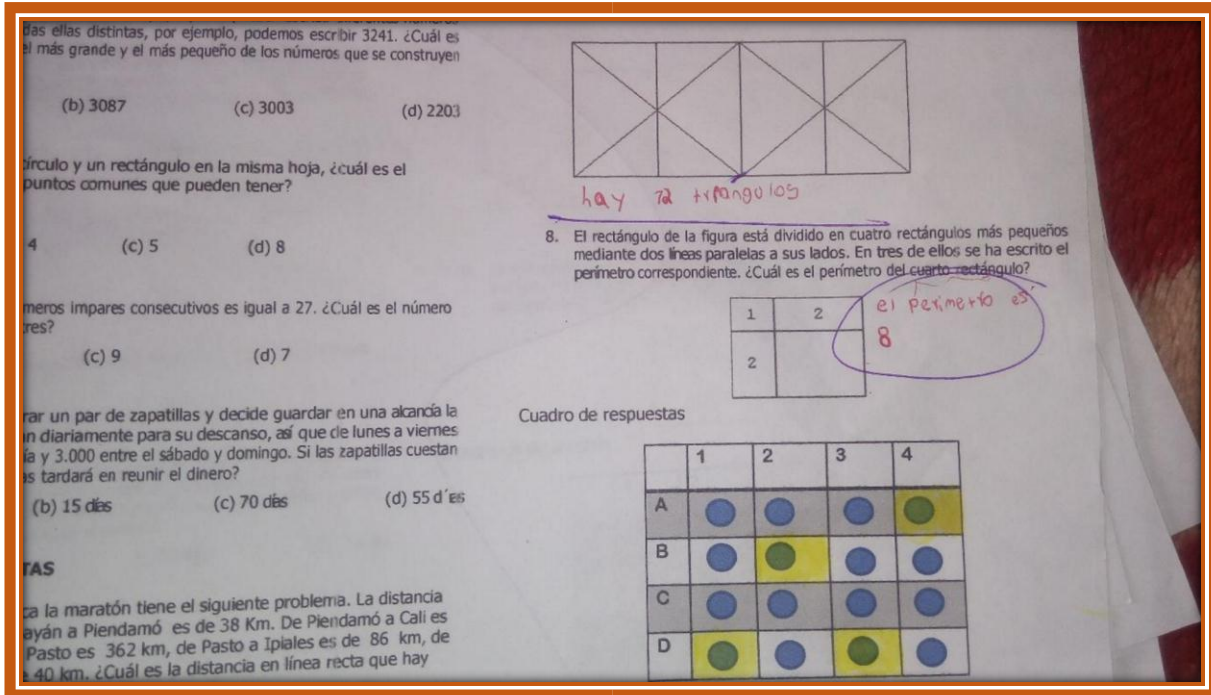 das ellas distintas, por ejemplo, podemos escribir 3241. ¿Cuál es
el más grande y el más pequeño de los números que se construyen
(b) 3087 (c) 3003 (d) 2203
círculo y un rectángulo en la misma hoja, ¿cuál es el
puntos comunes que pueden tener?
4 (c) 5 (d) 8
meros impares consecutivos es igual a 27. ¿Cuál es el número
res?
(c) 9 (d) 7
rar un par de zapatillas y decide guardar en una alcancía la
n diariamente para su descanso, así que de lunes a viernes
ía y 3.000 entre el sábado y domingo. Si las zapatillas cuestan
as tardará en reunir el dinero?
(b) 15 días (c) 70 días (d) 55 d´es
TAS
ca la maratón tiene el siguiente problema. La distancia
ayán a Piendamó es de 38 Km. De Piendamó a Cali es
Pasto es 362 km, de Pasto a Ipiales es de 86 km, de
40 km. ¿Cuál es la distancia en línea recta que hay
hay 12 triangulos
8. El rectángulo de la figura está dividido en cuatro rectángulos más pequeños
mediante dos líneas paralelas a sus lados. En tres de ellos se ha escrito el
perímetro correspondiente. ¿Cuál es el perímetro del cuarto rectángulo?
1 2
2
el perimetro es
8
Cuadro de respuestas
1 2 3 4
A
B
C
D